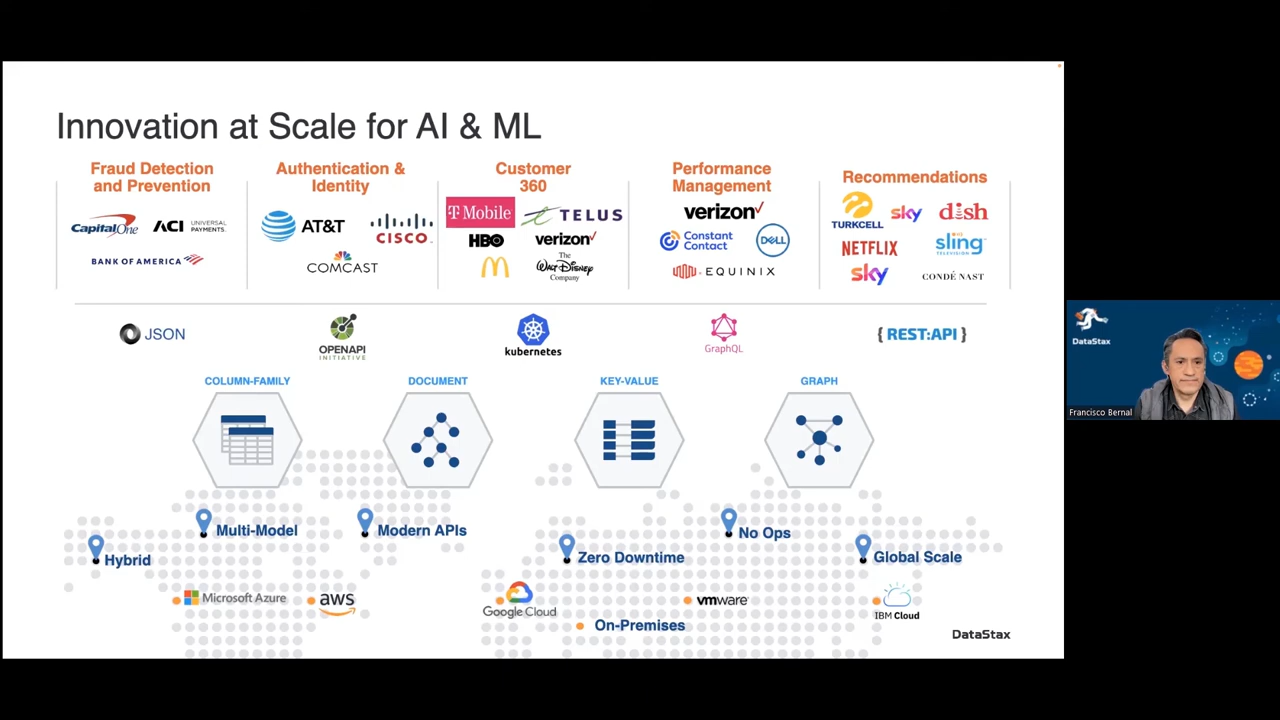 Innovation at Scale for AI & ML
Fraud Detection
and Prevention
Authentication &
Identity
Customer
360
Performance
Management
Recommendations
Capital One
ACI UNIVERSAL
PAYMENTS.
BANK OF AMERICA
AT&T
CISCO
COMCAST
T Mobile
TELUS
HBO
verizon
The
Walt Disney
Company
verizon
Constant
Contact
DELL
EQUINIX
TURKCELL
sky
dish
NETFLIX
sling
TELEVISION
sky
CONDÉ NAST
JSON
OPENAPI
INITIATIVE
kubernetes
GraphQL
{ REST:API }
COLUMN-FAMILY
DOCUMENT
KEY-VALUE
GRAPH
Multi-Model
Modern APIs
No Ops
Hybrid
Zero Downtime
Global Scale
Microsoft Azure
aws
Google Cloud
vmware
IBM Cloud
On-Premises
DataStax
DataStax
Francisco Bernal